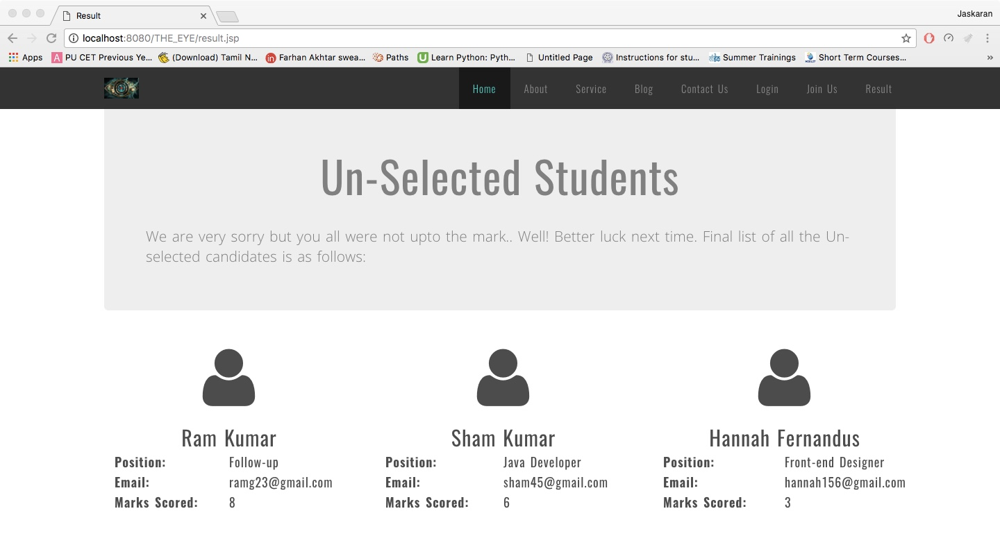 Result
Jaskaran
localhost:8080/THE_EYE/result.jsp
Apps PU CET Previous Ye... (Download) Tamil N... Farhan Akhtar swea... Paths Learn Python: Pyth... Untitled Page Instructions for stu... Summer Trainings Short Term Courses... »
Home About Service Blog Contact Us Login Join Us Result
Un-Selected Students
We are very sorry but you all were not upto the mark.. Well! Better luck next time. Final list of all the Un-
selected candidates is as follows:
Ram Kumar
Position: Follow-up
Email: ramg23@gmail.com
Marks Scored: 8
Sham Kumar
Position: Java Developer
Email: sham45@gmail.com
Marks Scored: 6
Hannah Fernandus
Position: Front-end Designer
Email: hannah156@gmail.com
Marks Scored: 3